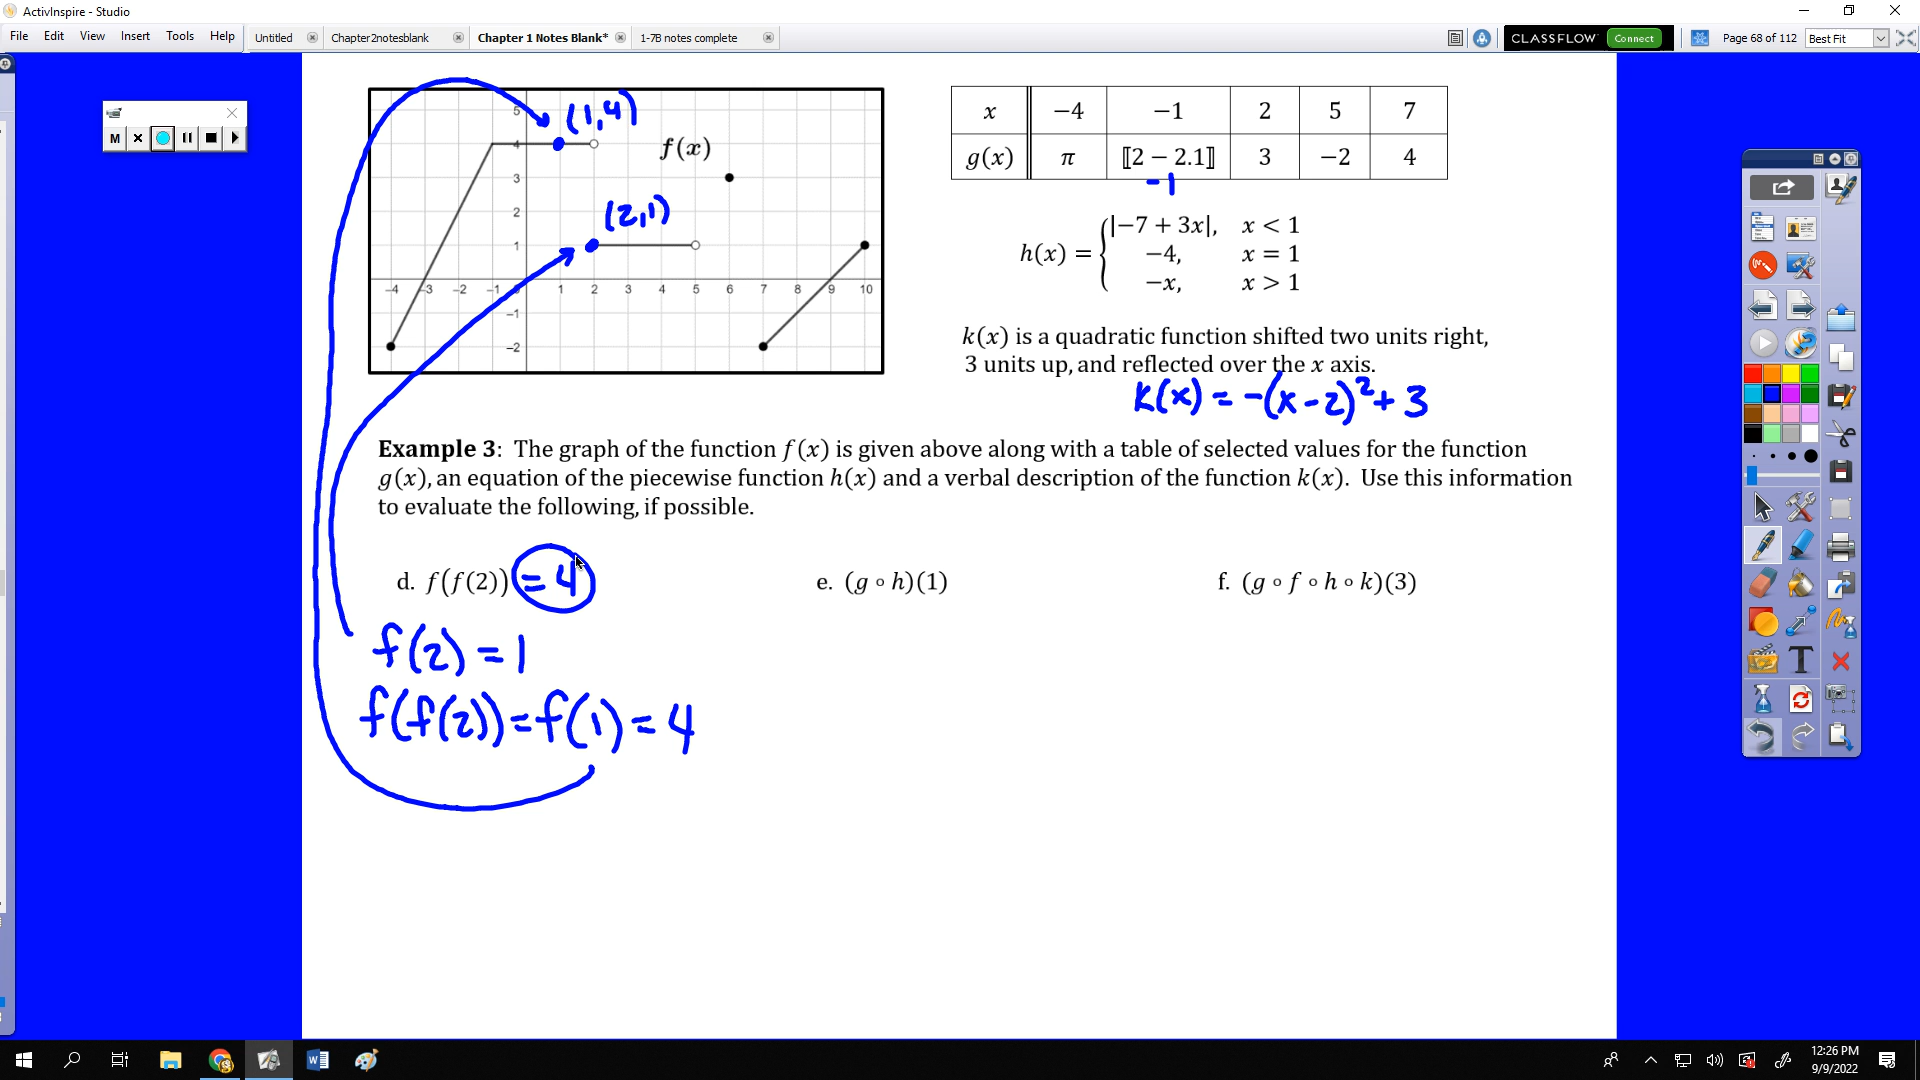 ActivInspire - Studio
File Edit View Insert Tools Help
Untitled Chapter2notesblank Chapter 1 Notes Blank* 1-7B notes complete
CLASSFLOW Connect
Page 68 of 112 Best Fit
M
5
4
3
2
1
-1
-2
-4 -3 -2 -1 1 2 3 4 5 6 7 8 9 10
f(x)
(1,4)
(2,1)
x −4 −1 2 5 7
g(x) π ⟦2 − 2.1⟧ 3 −2 4
-1
h(x) = { |−7 + 3x|, x < 1
−4, x = 1
−x, x > 1
k(x) is a quadratic function shifted two units right,
3 units up, and reflected over the x axis.
k(x) = -(x-2)²+3
Example 3: The graph of the function f(x) is given above along with a table of selected values for the function
g(x), an equation of the piecewise function h(x) and a verbal description of the function k(x). Use this information
to evaluate the following, if possible.
d. f(f(2)) = 4
e. (g ∘ h)(1)
f. (g ∘ f ∘ h ∘ k)(3)
f(2) = 1
f(f(2)) = f(1) = 4
12:26 PM
9/9/2022